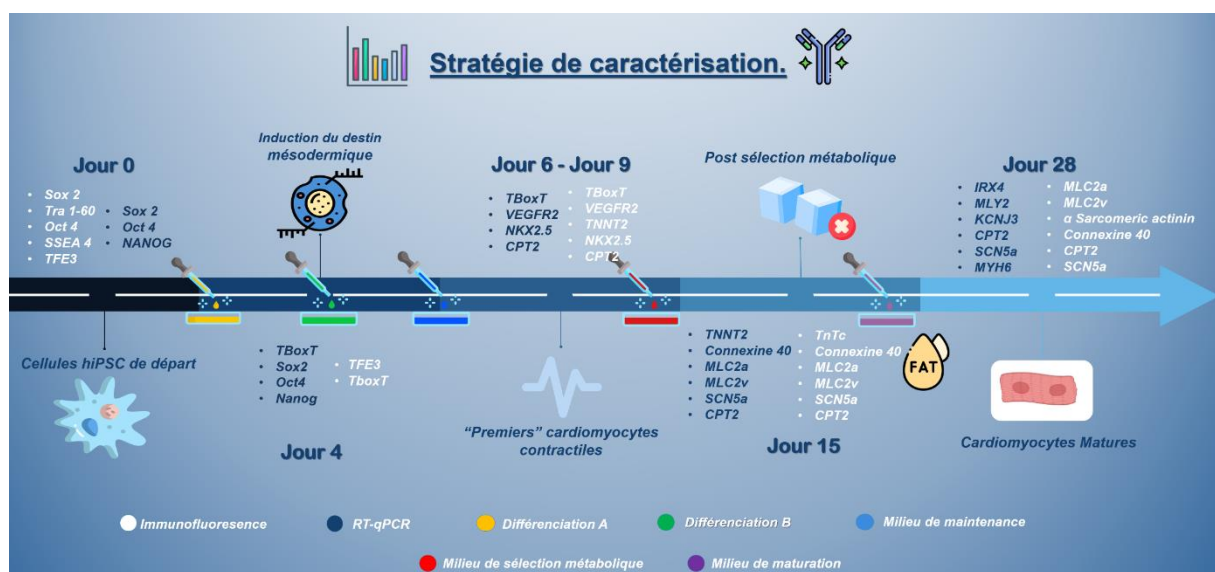 Stratégie de caractérisation.
Jour 0
Sox 2
Tra 1-60
Oct 4
SSEA 4
TFE3
Sox 2
Oct 4
NANOG
Induction du destin
mésodermique
Jour 6 - Jour 9
TBoxT
VEGFR2
NKX2.5
CPT2
TBoxT
VEGFR2
TNNT2
NKX2.5
CPT2
Post sélection métabolique
Jour 28
IRX4
MLY2
KCNJ3
CPT2
SCN5a
MYH6
MLC2a
MLC2v
α Sarcomeric actinin
Connexine 40
CPT2
SCN5a
Cellules hiPSC de départ
TBoxT
Sox2
Oct4
Nanog
TFE3
TboxT
Jour 4
"Premiers" cardiomyocytes
contractiles
TNNT2
Connexine 40
MLC2a
MLC2v
SCN5a
CPT2
TnTc
Connexine 40
MLC2a
MLC2v
SCN5a
CPT2
Jour 15
FAT
Cardiomyocytes Matures
Immunofluoresence
RT-qPCR
Différenciation A
Différenciation B
Milieu de maintenance
Milieu de sélection métabolique
Milieu de maturation